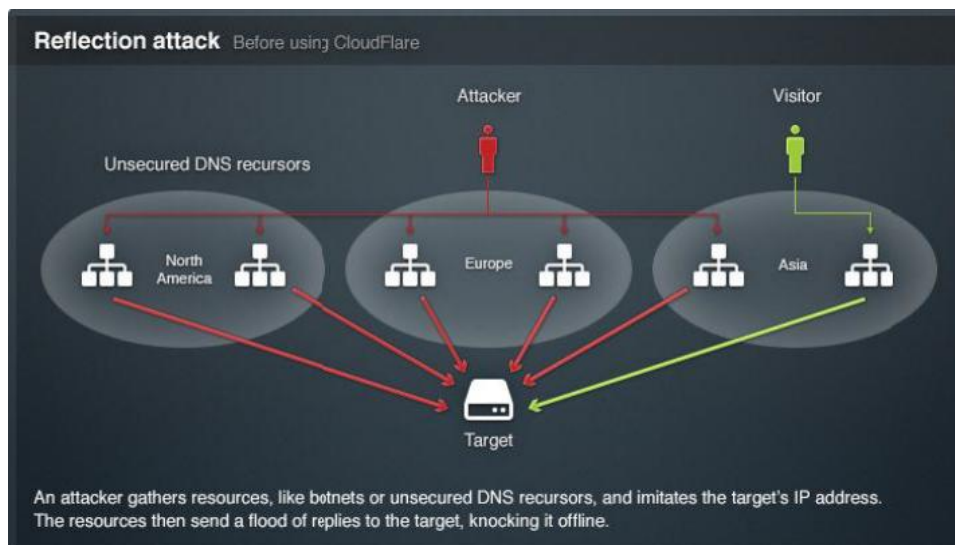 Reflection attack Before using CloudFlare
Attacker
Visitor
Unsecured DNS recursors
North
America
Europe
Asia
Target
An attacker gathers resources, like botnets or unsecured DNS recursors, and imitates the target's IP address.
The resources then send a flood of replies to the target, knocking it offline.